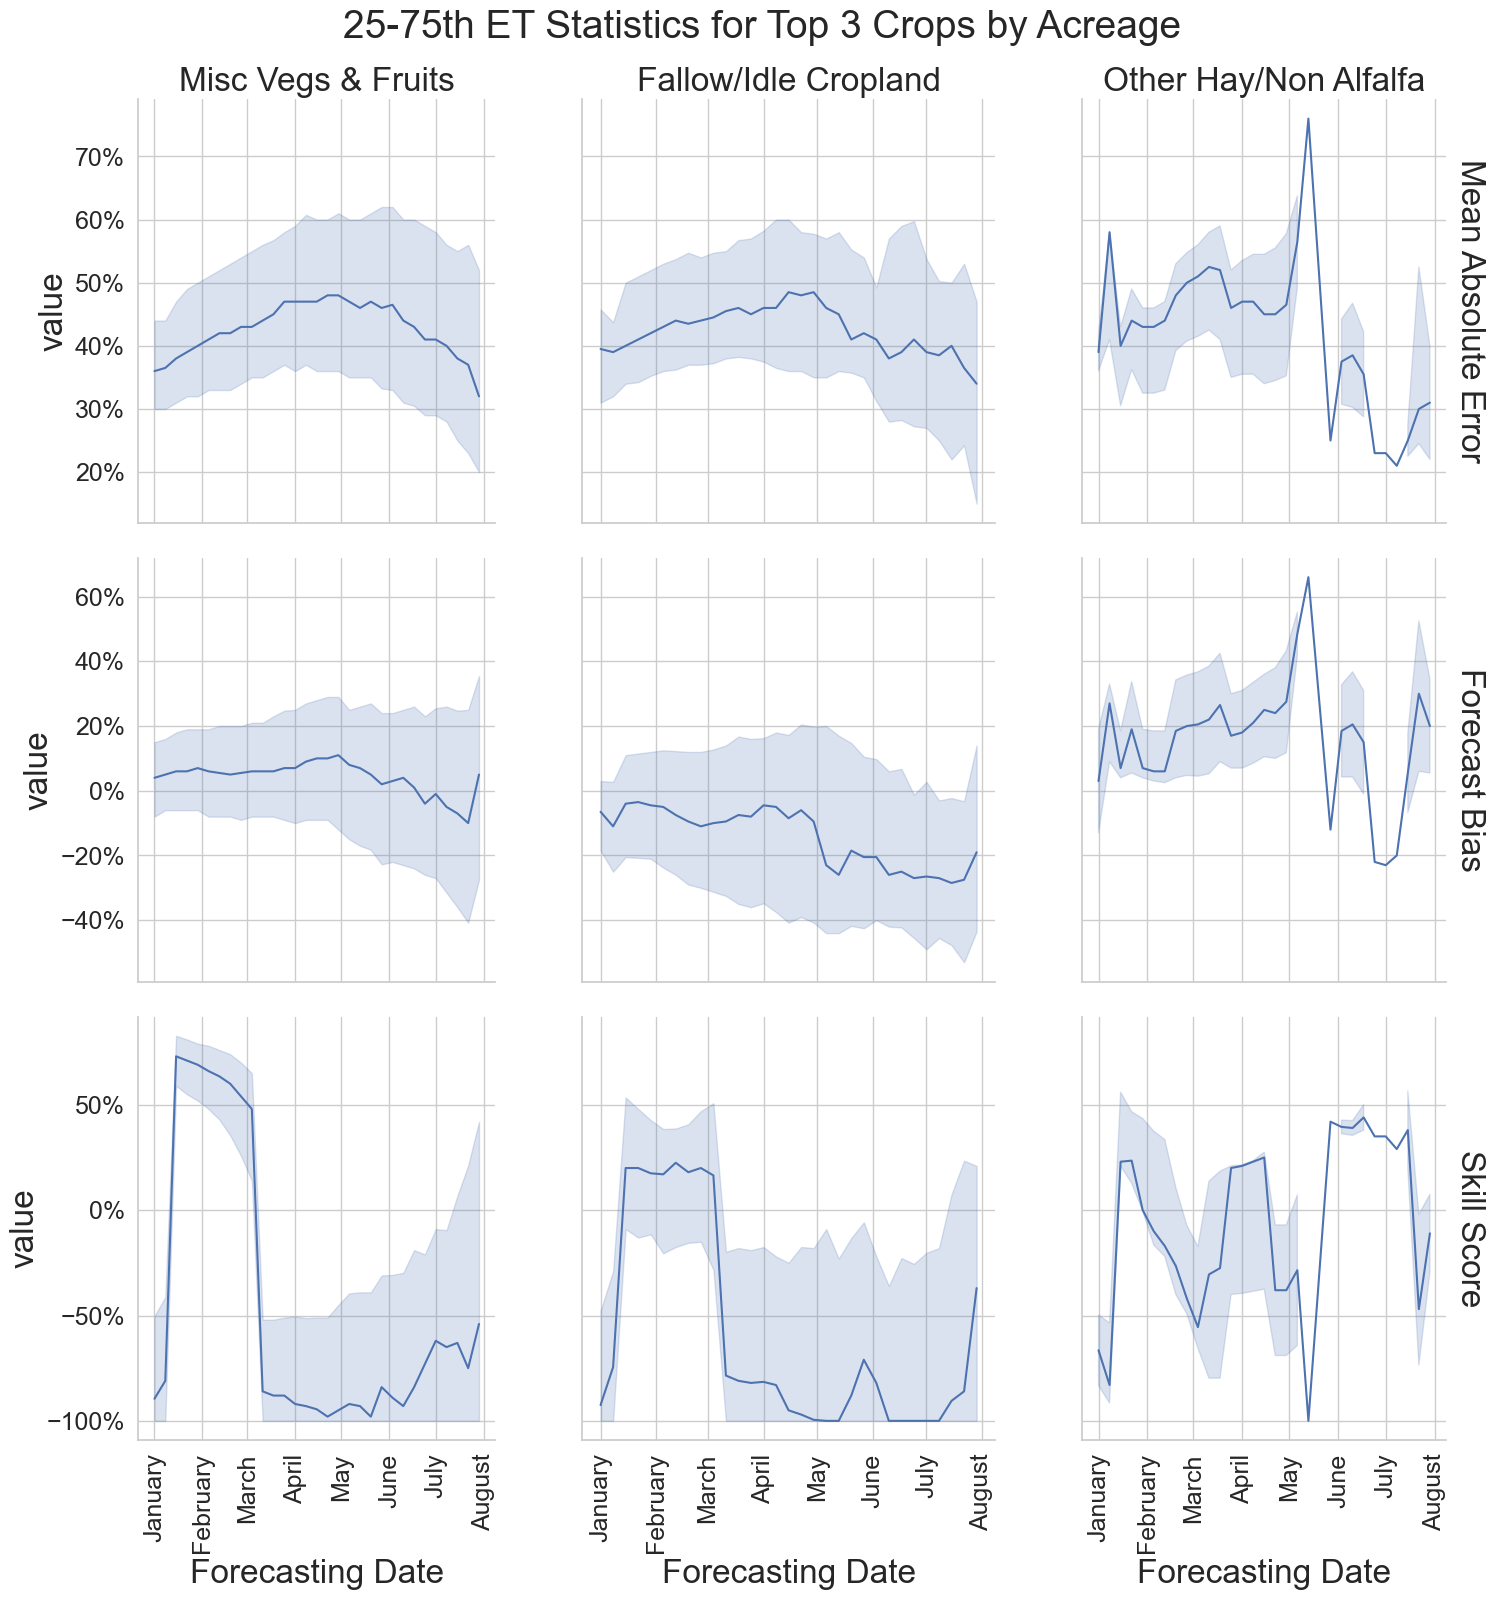 25-75th ET Statistics for Top 3 Crops by Acreage
Misc Vegs & Fruits
Fallow/Idle Cropland
Other Hay/Non Alfalfa
70%
60%
50%
40%
30%
20%
value
Mean Absolute Error
60%
40%
20%
0%
−20%
−40%
value
Forecast Bias
50%
0%
−50%
−100%
value
Skill Score
January
February
March
April
May
June
July
August
January
February
March
April
May
June
July
August
January
February
March
April
May
June
July
August
Forecasting Date
Forecasting Date
Forecasting Date